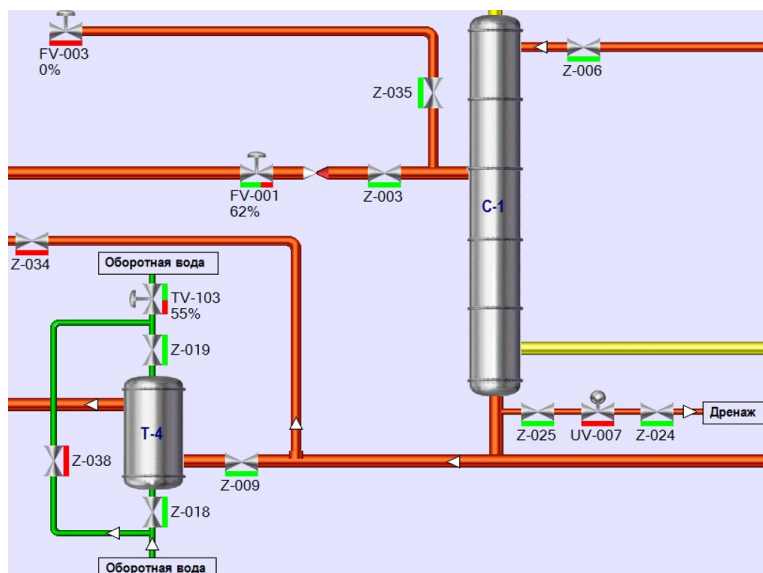 FV-003
0%
Z-035
Z-006
FV-001
62%
Z-003
С-1
Z-034
Оборотная вода
TV-103
55%
Z-019
Т-4
Z-038
Z-009
Z-018
Z-025
UV-007
Z-024
Дренаж
Оборотная вода